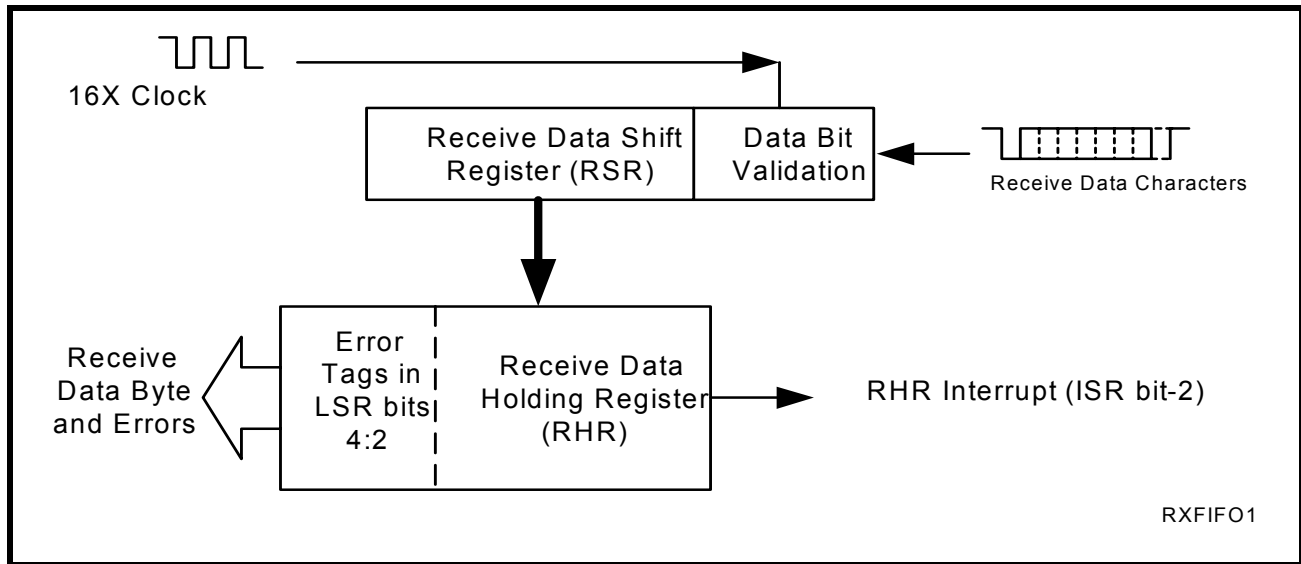 16X Clock
Receive Data Shift
Register (RSR)
Data Bit
Validation
Receive Data Characters
Receive
Data Byte
and Errors
Error
Tags in
LSR bits
4:2
Receive Data
Holding Register
(RHR)
RHR Interrupt (ISR bit-2)
RXFIFO1